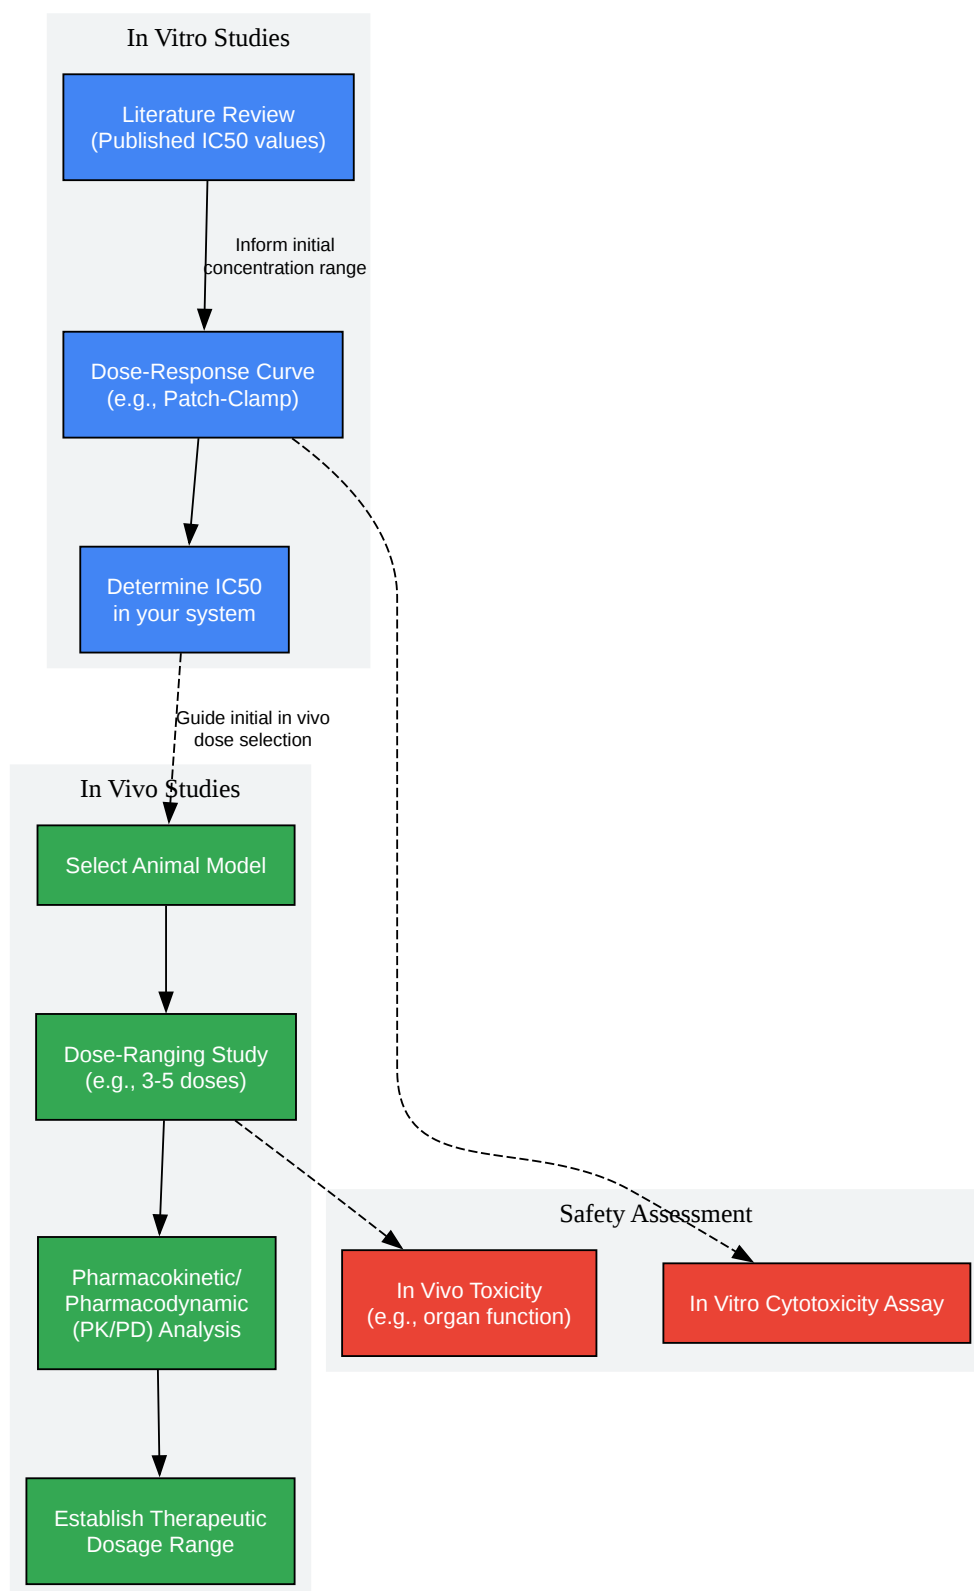 In Vitro Studies
Literature Review
(Published IC50 values)
Inform initial
concentration range
Dose-Response Curve
(e.g., Patch-Clamp)
Determine IC50
in your system
Guide initial in vivo
dose selection
In Vivo Studies
Select Animal Model
Dose-Ranging Study
(e.g., 3-5 doses)
Pharmacokinetic/
Pharmacodynamic
(PK/PD) Analysis
Establish Therapeutic
Dosage Range
Safety Assessment
In Vivo Toxicity
(e.g., organ function)
In Vitro Cytotoxicity Assay